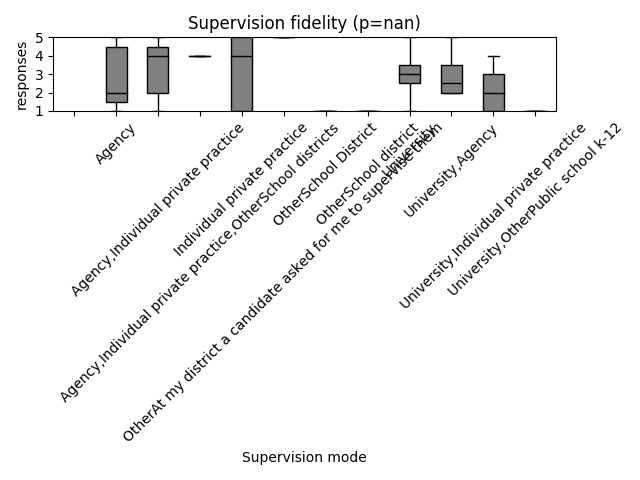 Supervision fidelity (p=nan)
responses
5
4
3
2
1
Agency
Agency,Individual private practice
Agency,Individual private practice,OtherSchool districts
Individual private practice
OtherAt my district a candidate asked for me to supervise them
OtherSchool District
OtherSchool district
University
University,Agency
University,Individual private practice
University,OtherPublic school k-12
Supervision mode